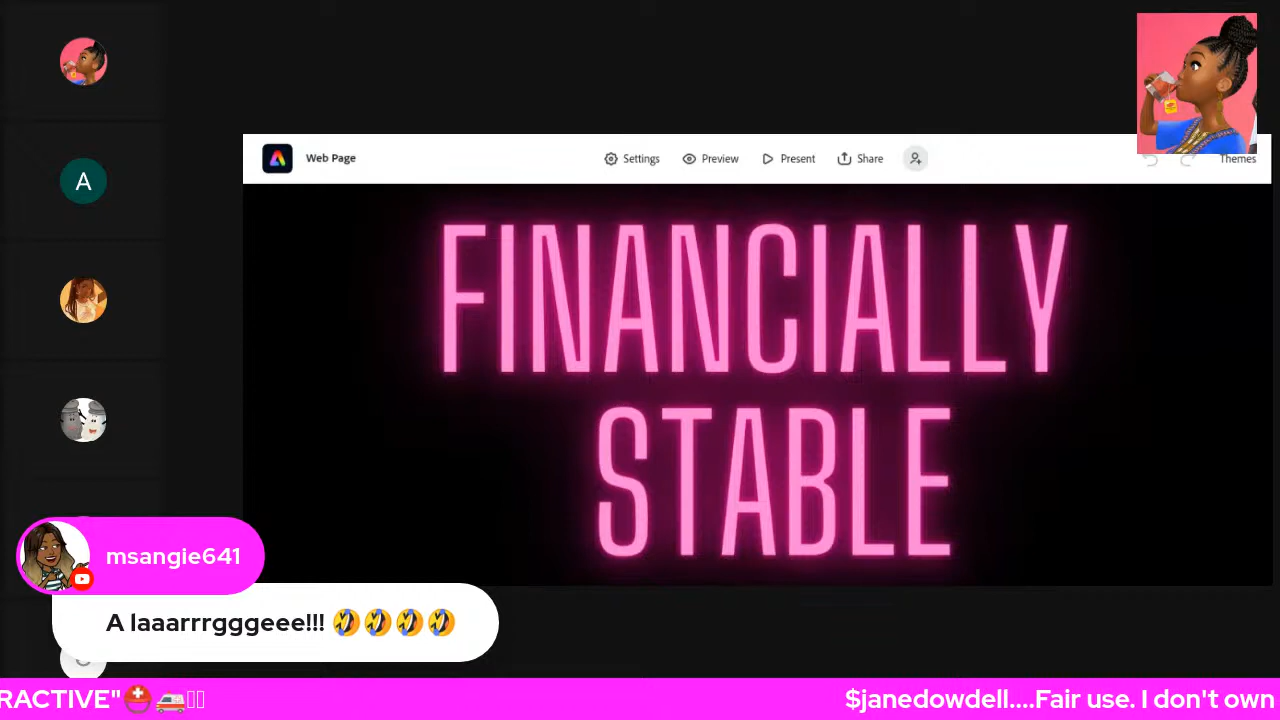 A
Web Page
Settings
Preview
Present
Share
Themes
FINANCIALLY
STABLE
msangie641
A laaarrrgggeee!!! 🤣🤣🤣🤣
RACTIVE"⛑️🚑
$janedowdell....Fair use. I don't own